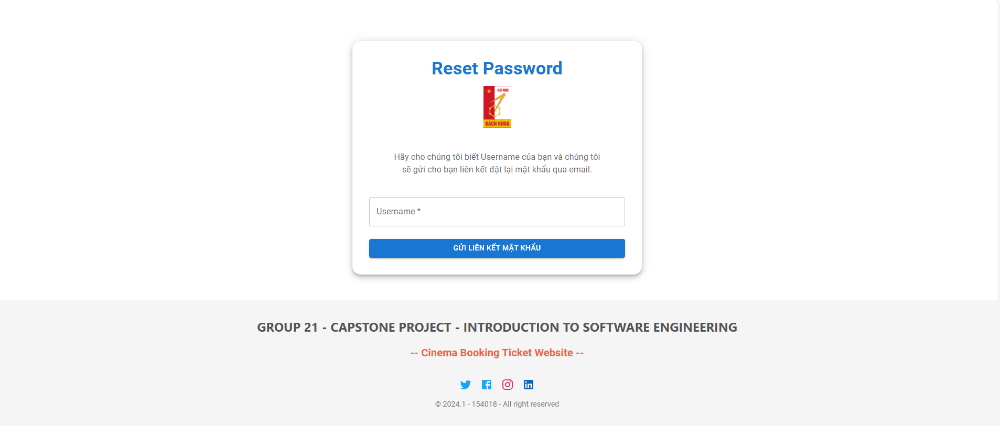 Reset Password
ĐẠI HỌC
BÁCH KHOA
Hãy cho chúng tôi biết Username của bạn và chúng tôi
sẽ gửi cho bạn liên kết đặt lại mật khẩu qua email.
Username *
GỬI LIÊN KẾT MẬT KHẨU
GROUP 21 - CAPSTONE PROJECT - INTRODUCTION TO SOFTWARE ENGINEERING
-- Cinema Booking Ticket Website --
© 2024.1 - 154018 - All right reserved